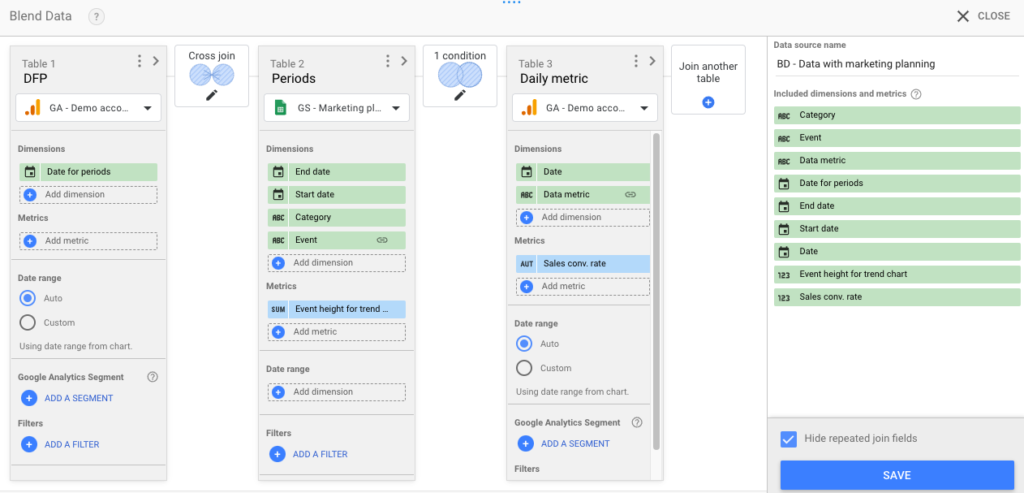 Blend Data
?
CLOSE
Table 1
DFP
GA - Demo acco...
Dimensions
Date for periods
Add dimension
Metrics
Add metric
Date range
Auto
Custom
Using date range from chart.
Google Analytics Segment
?
ADD A SEGMENT
Filters
ADD A FILTER
Cross join
Table 2
Periods
GS - Marketing pl...
Dimensions
End date
Start date
ABC Category
ABC Event
Add dimension
Metrics
SUM Event height for trend ...
Add metric
Date range
Add dimension
Filters
ADD A FILTER
1 condition
Table 3
Daily metric
GA - Demo acco...
Dimensions
Date
ABC Data metric
Add dimension
Metrics
AUT Sales conv. rate
Add metric
Date range
Auto
Custom
Using date range from chart.
Google Analytics Segment
?
ADD A SEGMENT
Filters
Join another
table
Data source name
BD - Data with marketing planning
Included dimensions and metrics ?
ABC Category
ABC Event
ABC Data metric
Date for periods
End date
Start date
Date
123 Event height for trend chart
123 Sales conv. rate
Hide repeated join fields
SAVE